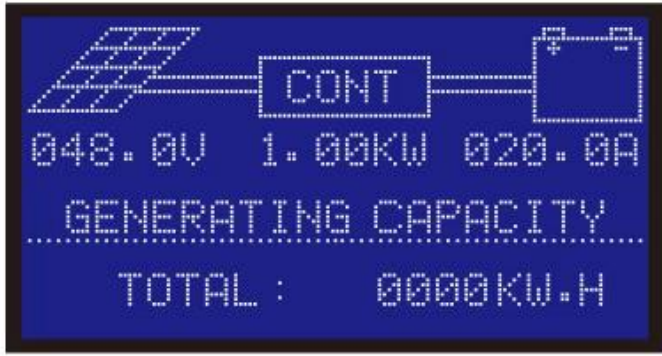 + -
CONT
048.0V 1.00KW 020.0A
GENERATING CAPACITY
TOTAL: 0000KW.H